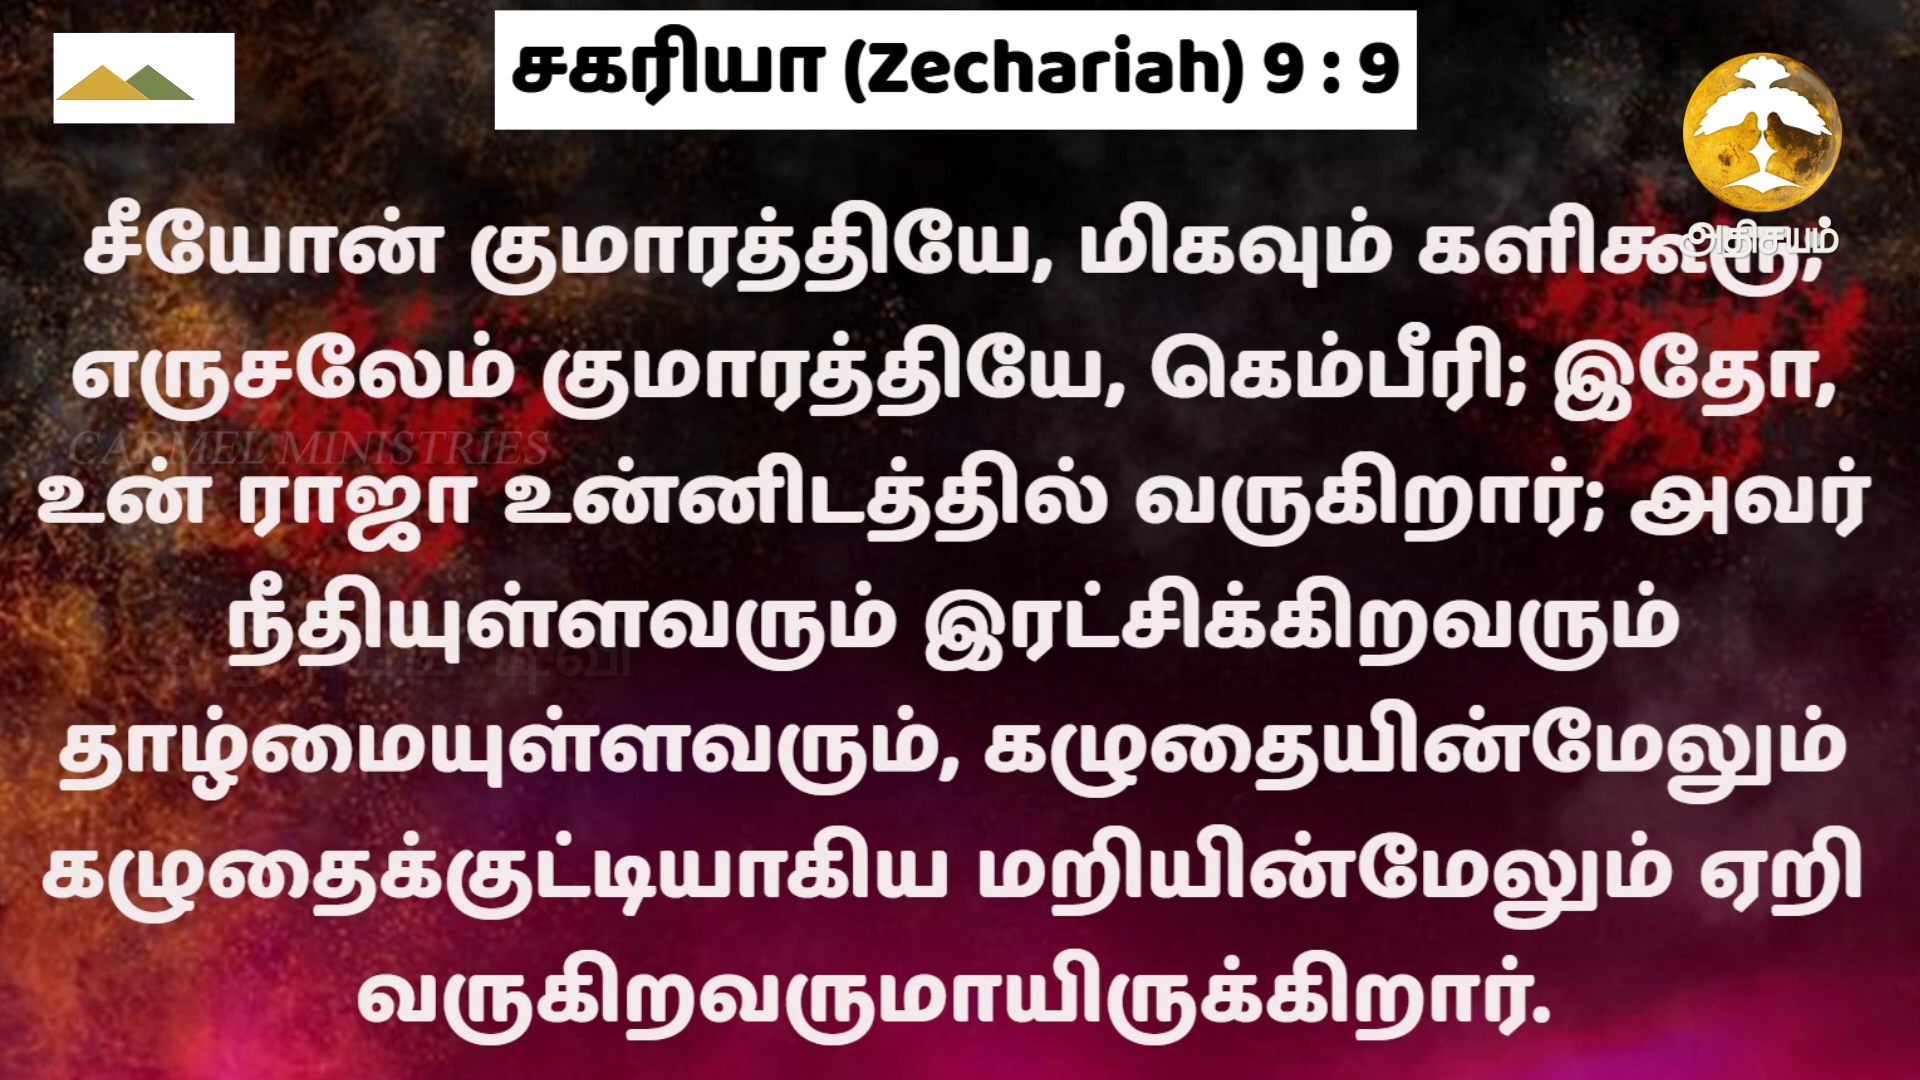 சகரியா (Zechariah) 9 : 9
அதிசயம்
சீயோன் குமாரத்தியே, மிகவும் களிகூரு,
எருசலேம் குமாரத்தியே, கெம்பீரி; இதோ,
CARMEL MINISTRIES
உன் ராஜா உன்னிடத்தில் வருகிறார்; அவர்
நீதியுள்ளவரும் இரட்சிக்கிறவரும்
தாழ்மையுள்ளவரும், கழுதையின்மேலும்
கழுதைக்குட்டியாகிய மறியின்மேலும் ஏறி
வருகிறவருமாயிருக்கிறார்.